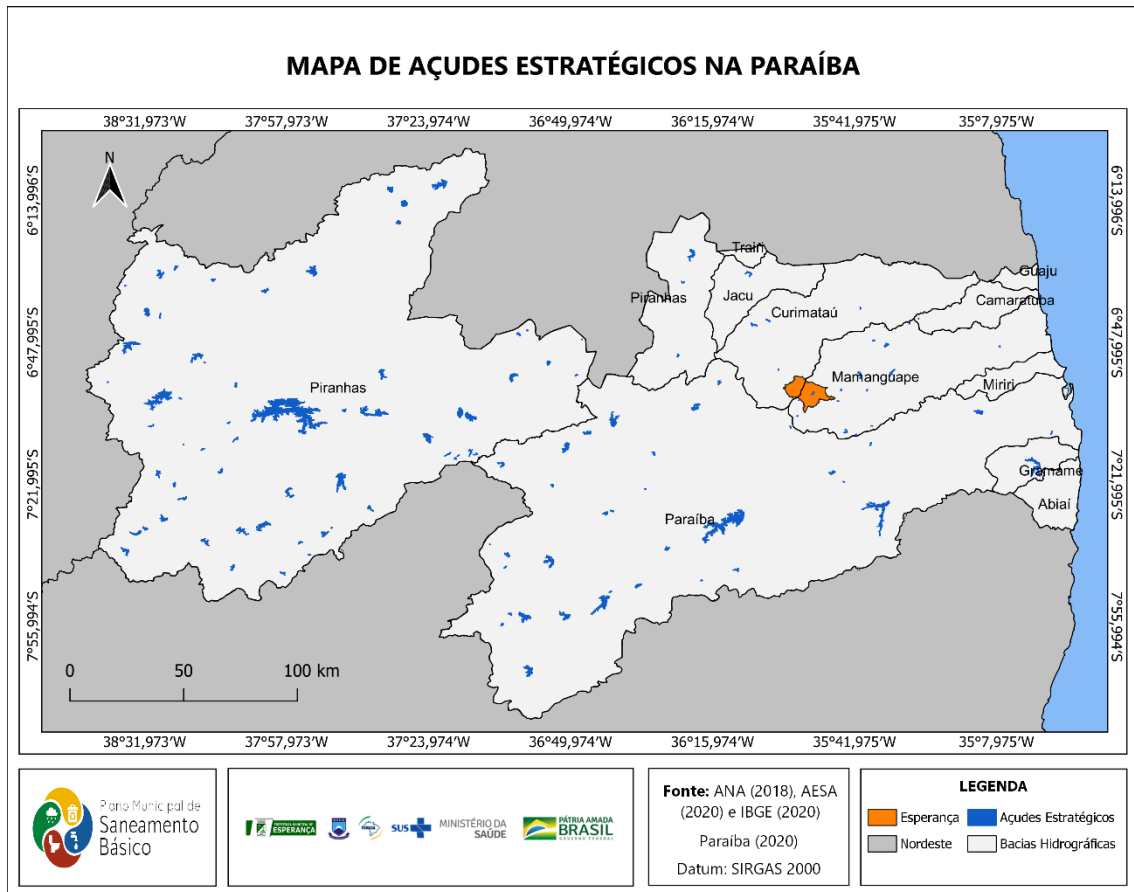 MAPA DE AÇUDES ESTRATÉGICOS NA PARAÍBA
38°31,973'W 37°57,973'W 37°23,974'W 36°49,974'W 36°15,974'W 35°41,975'W 35°7,975'W
6°13,996'S
6°47,995'S
7°21,995'S
7°55,994'S
6°13,996'S
6°47,995'S
7°21,995'S
7°55,994'S
N
Trairi
Guaju
Piranhas
Jacu
Camaratuba
Curimataú
Mamanguape
Miriri
Piranhas
Gramame
Abiaí
Paraíba
0 50 100 km
38°31,973'W 37°57,973'W 37°23,974'W 36°49,974'W 36°15,974'W 35°41,975'W 35°7,975'W
Plano Municipal de
Saneamento
Básico
ESPERANÇA
SUS
MINISTÉRIO DA
SAÚDE
PÁTRIA AMADA
BRASIL
GOVERNO FEDERAL
Fonte: ANA (2018), AESA
(2020) e IBGE (2020)
Paraíba (2020)
Datum: SIRGAS 2000
LEGENDA
Esperança Açudes Estratégicos
Nordeste Bacias Hidrográficas